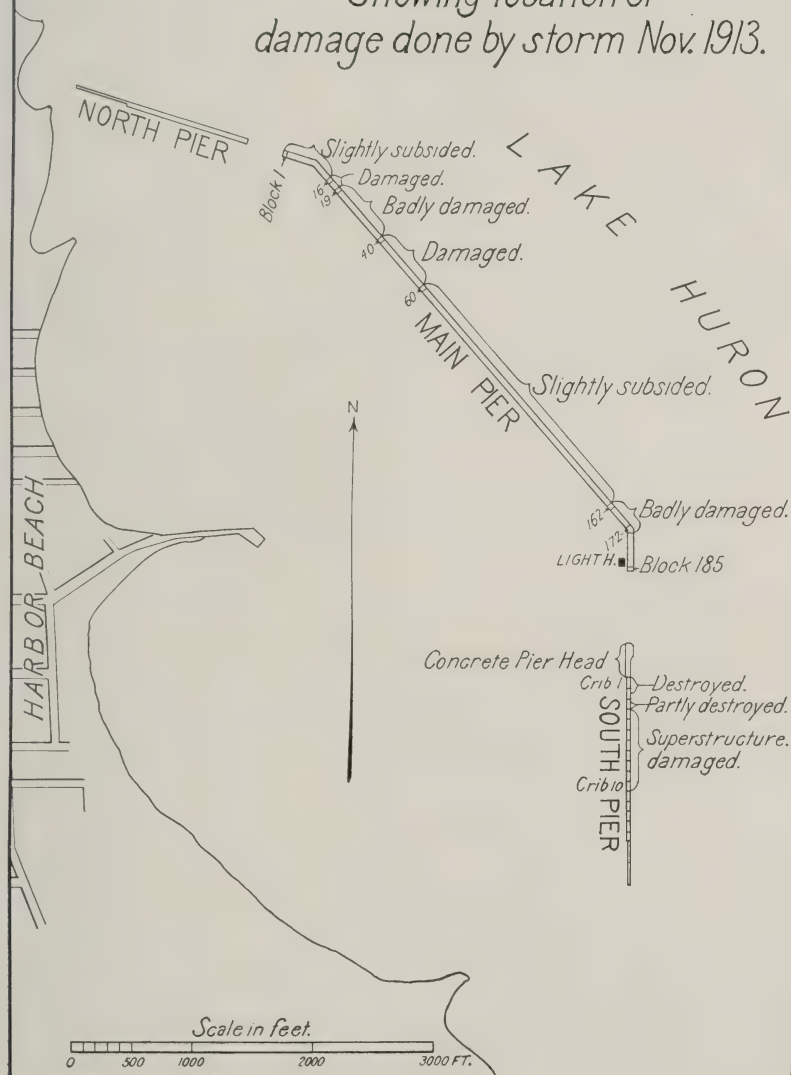 damage done by storm Nov. 1913.
NORTH PIER
LAKE HURON
Block 1
Slightly subsided.
16
Damaged.
19
Badly damaged.
40
Damaged.
60
MAIN PIER
Slightly subsided.
N
HARBOR BEACH
162
Badly damaged.
172
LIGHT H.
Block 185
Concrete Pier Head
Crib 1
Destroyed.
Partly destroyed.
SOUTH PIER
Superstructure.
damaged.
Crib 10
Scale in feet.
0 500 1000 2000 3000 FT.